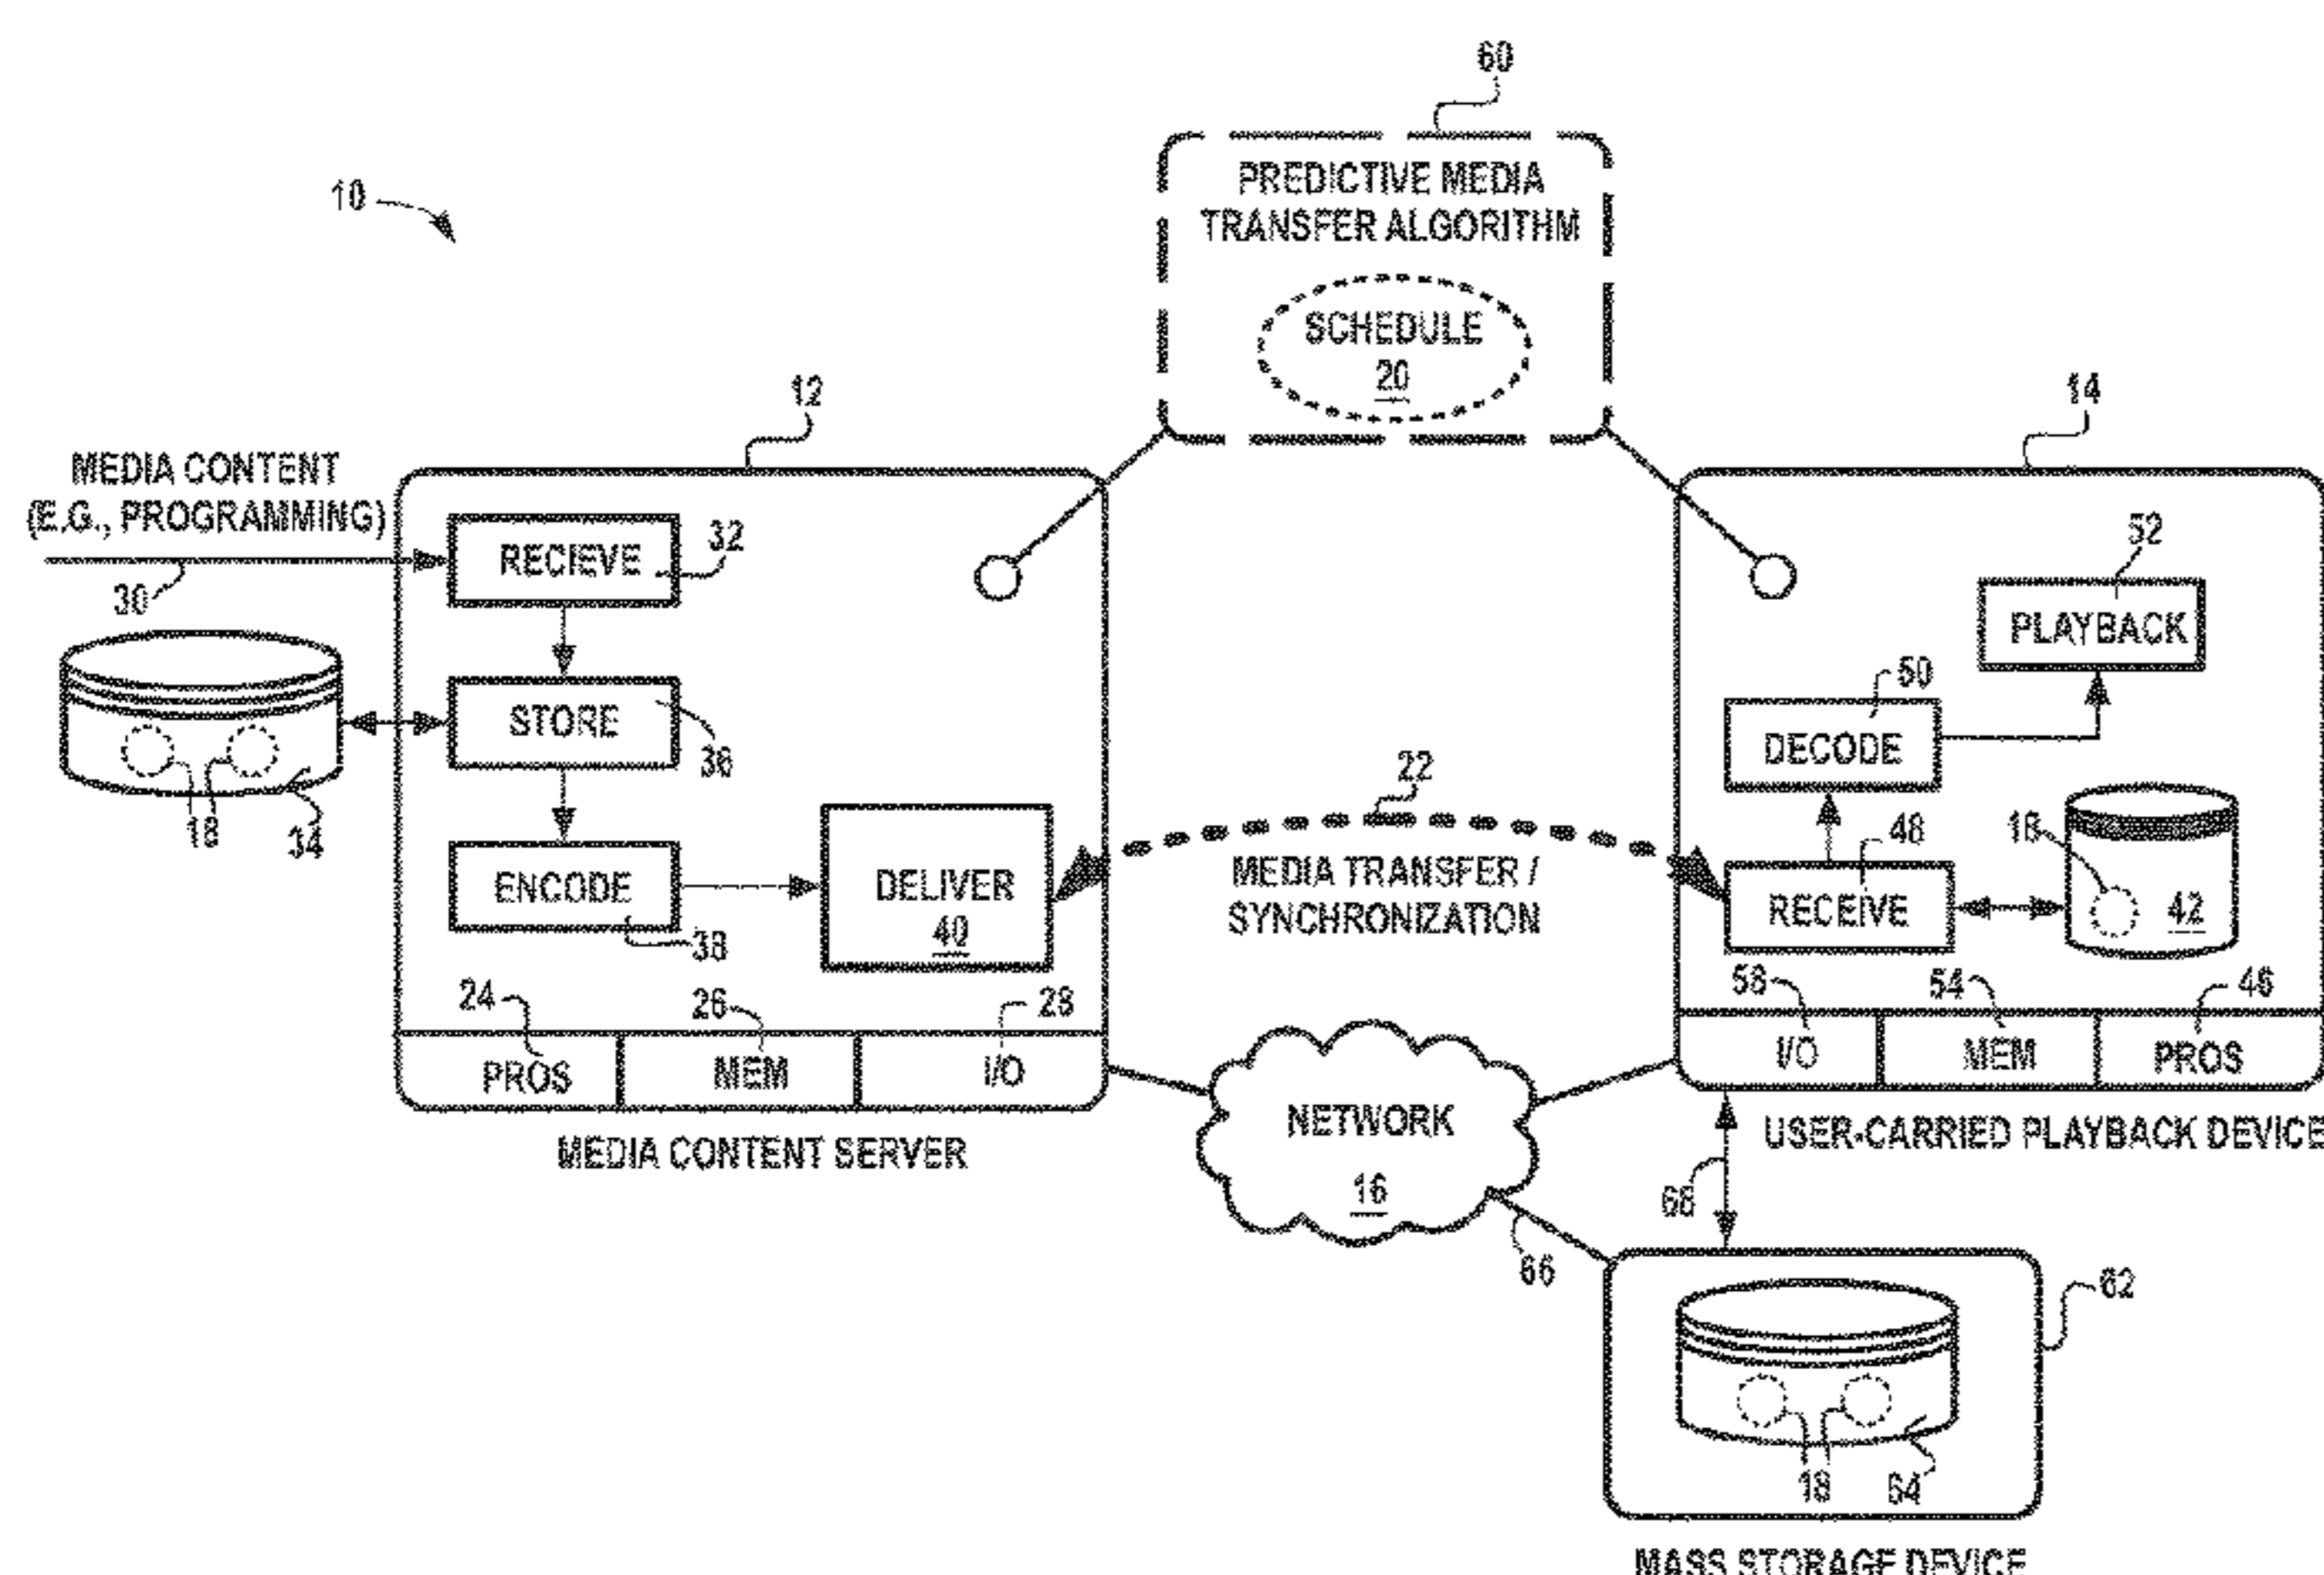 60
10
PREDICTIVE MEDIA
TRANSFER ALGORITHM
SCHEDULE
20
12
14
MEDIA CONTENT
(E.G., PROGRAMMING)
30
RECIEVE
32
52
PLAYBACK
STORE
36
50
DECODE
18
34
22
MEDIA TRANSFER /
SYNCHRONIZATION
ENCODE
38
DELIVER
40
48
18
RECEIVE
42
24
26
28
58
54
46
PROS
MEM
I/O
I/O
MEM
PROS
MEDIA CONTENT SERVER
NETWORK
16
USER-CARRIED PLAYBACK DEVICE
68
66
62
18
64
MASS STORAGE DEVICE